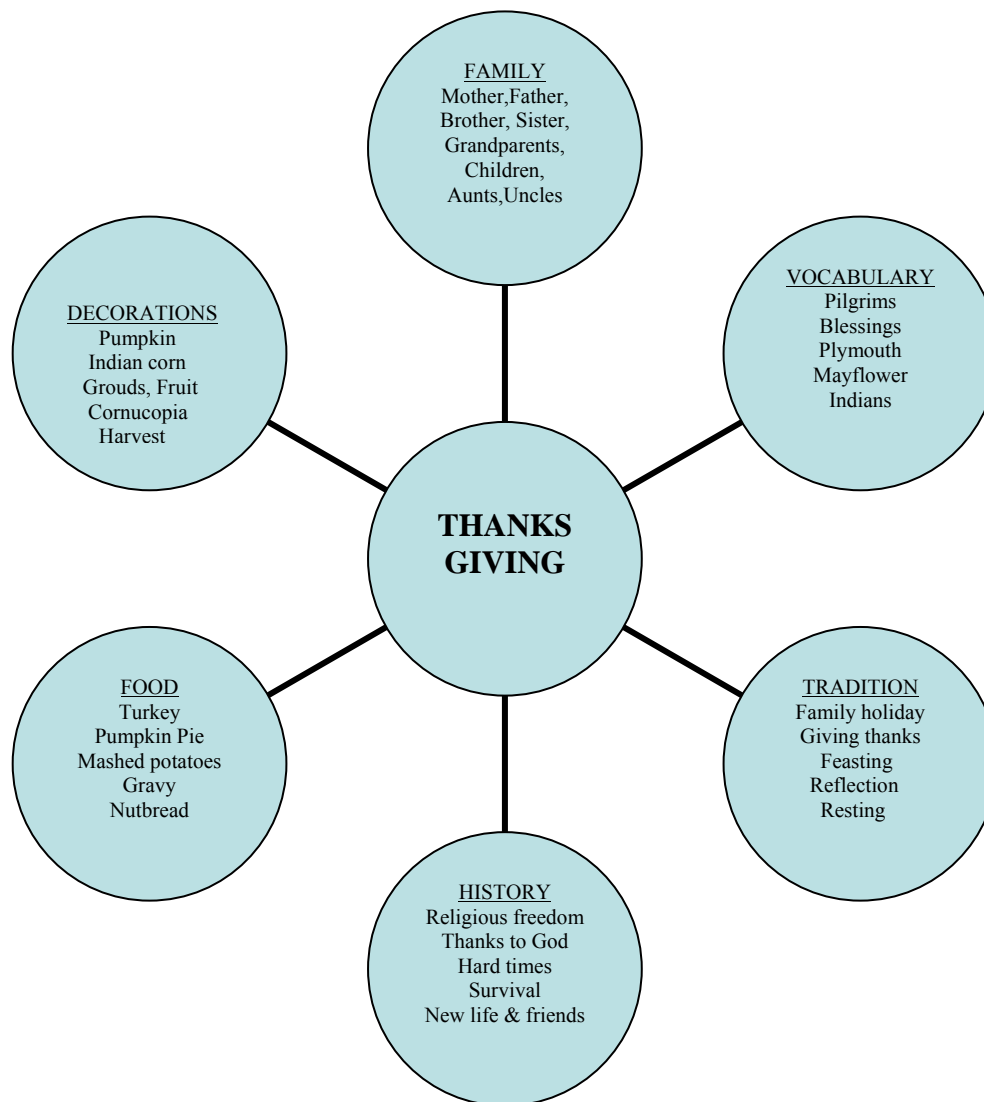 FAMILY
Mother,Father,
Brother, Sister,
Grandparents,
Children,
Aunts,Uncles
VOCABULARY
Pilgrims
Blessings
Plymouth
Mayflower
Indians
DECORATIONS
Pumpkin
Indian corn
Grouds, Fruit
Cornucopia
Harvest
THANKS
GIVING
FOOD
Turkey
Pumpkin Pie
Mashed potatoes
Gravy
Nutbread
TRADITION
Family holiday
Giving thanks
Feasting
Reflection
Resting
HISTORY
Religious freedom
Thanks to God
Hard times
Survival
New life & friends